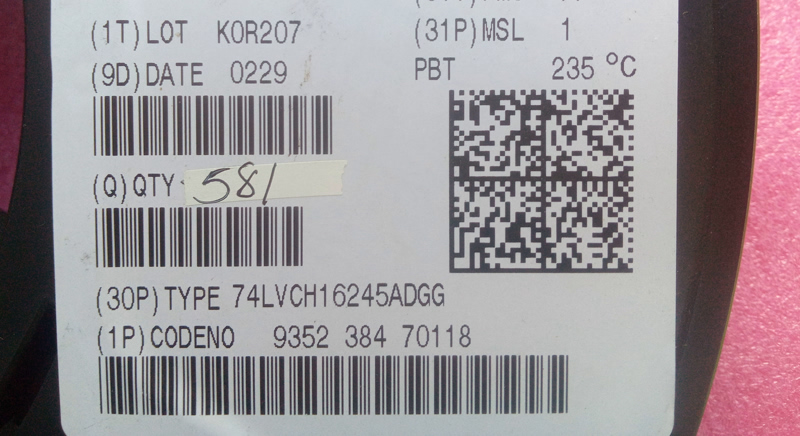 (1T) LOT K0R207
(31P) MSL 1
(9D) DATE 0229
PBT 235 °C
(Q) QTY 581
(30P) TYPE 74LVCH16245ADGG
(1P) CODENO 9352 384 70118